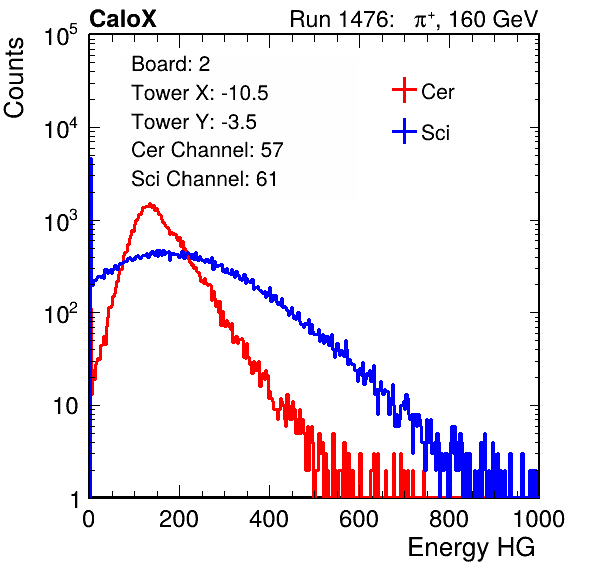 CaloX Run 1476: π⁺, 160 GeV
Counts
10⁵
10⁴
10³
10²
10
1
Board: 2
Tower X: -10.5
Tower Y: -3.5
Cer Channel: 57
Sci Channel: 61
Cer
Sci
0 200 400 600 800 1000
Energy HG